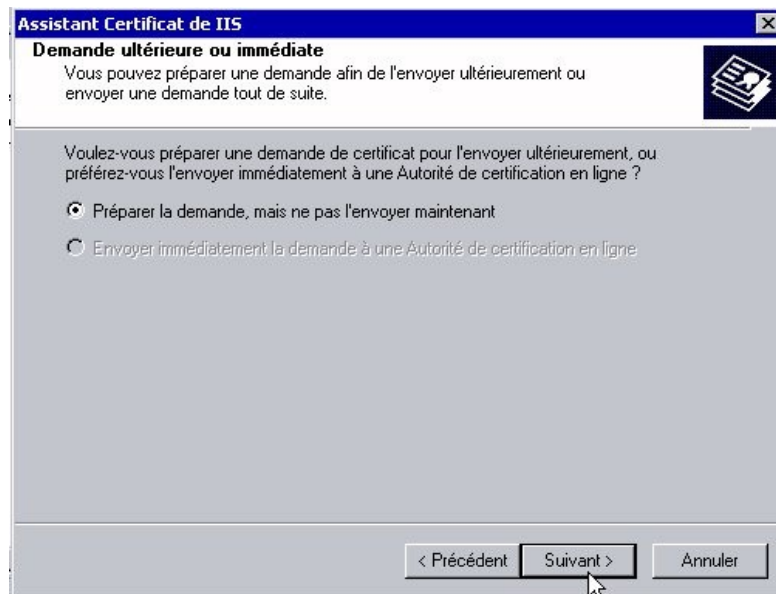 Assistant Certificat de IIS
Demande ultérieure ou immédiate
Vous pouvez préparer une demande afin de l'envoyer ultérieurement ou
envoyer une demande tout de suite.
Voulez-vous préparer une demande de certificat pour l'envoyer ultérieurement, ou
préférez-vous l'envoyer immédiatement à une Autorité de certification en ligne ?
Préparer la demande, mais ne pas l'envoyer maintenant
Envoyer immédiatement la demande à une Autorité de certification en ligne
< Précédent Suivant > Annuler